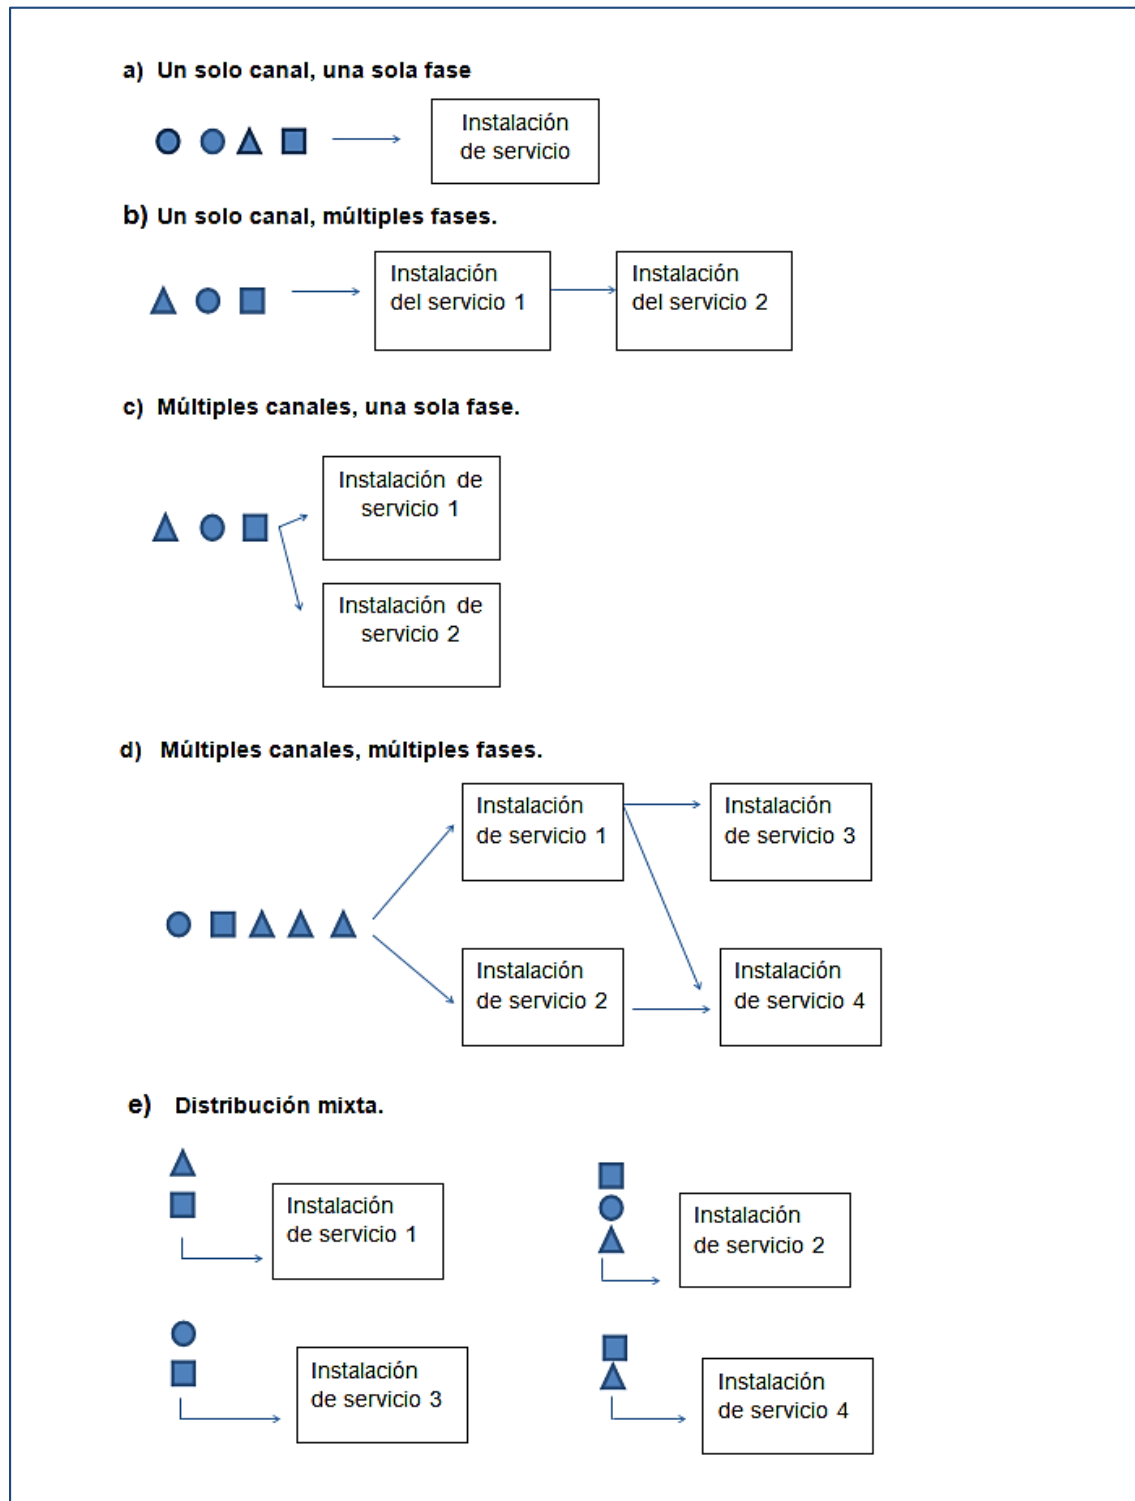 a) Un solo canal, una sola fase
Instalación
de servicio
b) Un solo canal, múltiples fases.
Instalación
del servicio 1
Instalación
del servicio 2
c) Múltiples canales, una sola fase.
Instalación de
servicio 1
Instalación de
servicio 2
d) Múltiples canales, múltiples fases.
Instalación
de servicio 1
Instalación
de servicio 3
Instalación
de servicio 2
Instalación
de servicio 4
e) Distribución mixta.
Instalación
de servicio 1
Instalación
de servicio 2
Instalación
de servicio 3
Instalación
de servicio 4